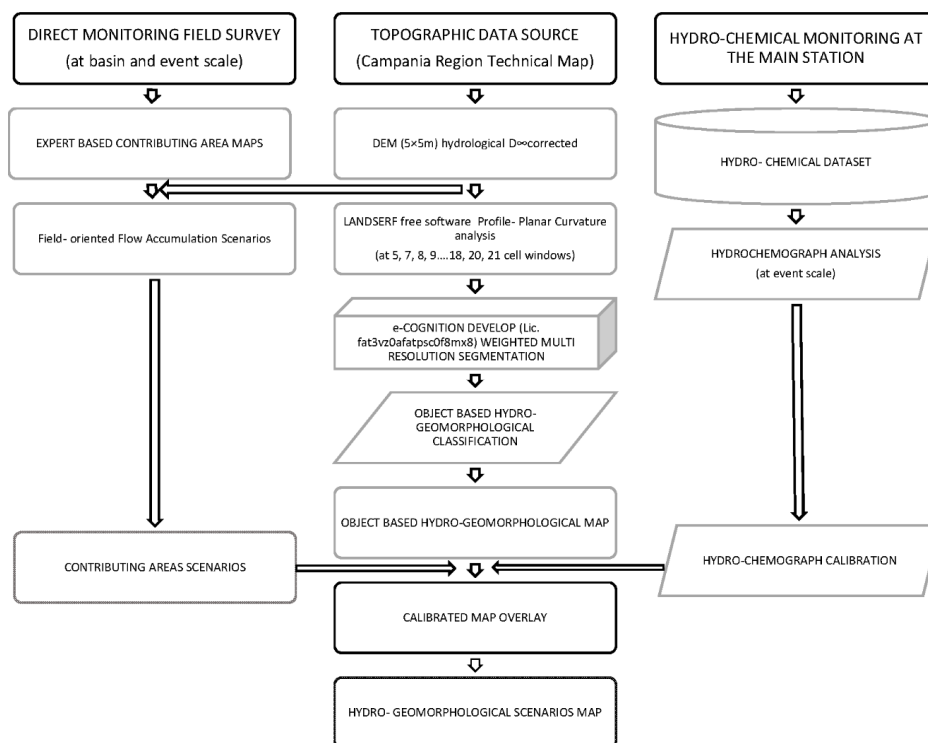 DIRECT MONITORING FIELD SURVEY
(at basin and event scale)
EXPERT BASED CONTRIBUTING AREA MAPS
Field- oriented Flow Accumulation Scenarios
CONTRIBUTING AREAS SCENARIOS
TOPOGRAPHIC DATA SOURCE
(Campania Region Technical Map)
DEM (5×5m) hydrological D∞corrected
LANDSERF free software Profile- Planar Curvature
analysis
(at 5, 7, 8, 9....18, 20, 21 cell windows)
e-COGNITION DEVELOP (Lic.
fat3vz0afatpsc0f8mx8) WEIGHTED MULTI
RESOLUTION SEGMENTATION
OBJECT BASED HYDRO-
GEOMORPHOLOGICAL
CLASSIFICATION
OBJECT BASED HYDRO-GEOMORPHOLOGICAL MAP
HYDRO-CHEMICAL MONITORING AT
THE MAIN STATION
HYDRO- CHEMICAL DATASET
HYDROCHEMOGRAPH ANALYSIS
(at event scale)
HYDRO-CHEMOGRAPH CALIBRATION
CALIBRATED MAP OVERLAY
HYDRO- GEOMORPHOLOGICAL SCENARIOS MAP